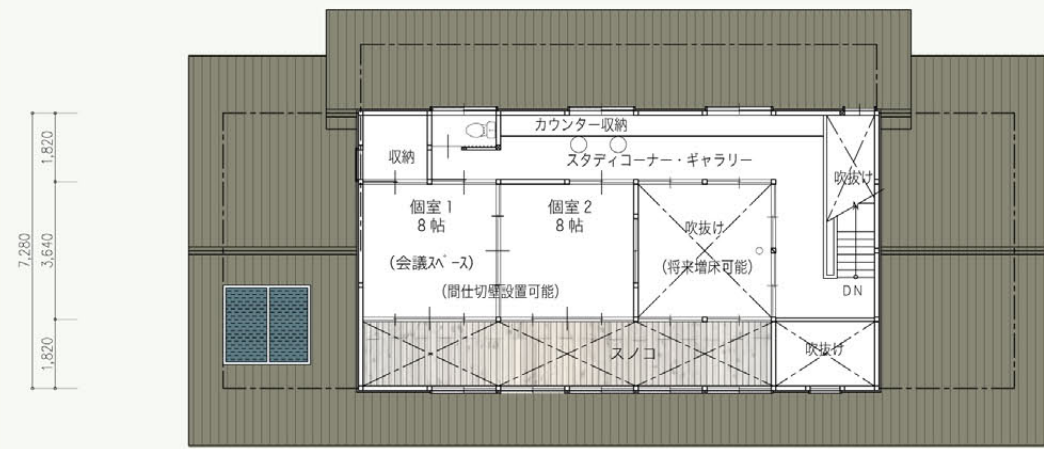 カウンター収納
収納
スタディコーナー・ギャラリー
吹抜け
個室1
8帖
個室2
8帖
吹抜け
(会議スペース)
(将来増床可能)
(間仕切壁設置可能)
DN
スノコ
吹抜け
1,820
3,640
7,280
1,820